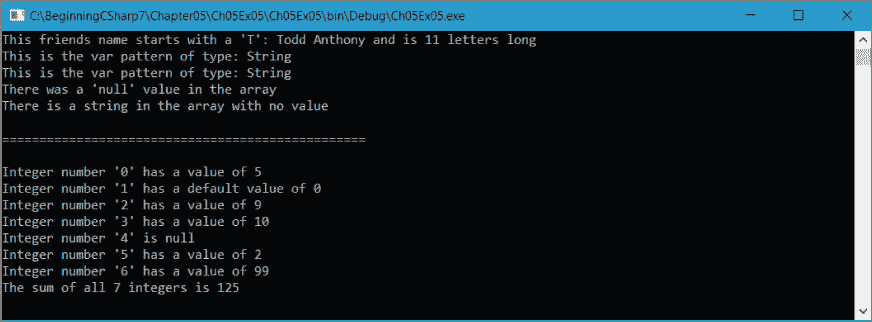 C:\BeginningCSharp7\Chapter05\Ch05Ex05\Ch05Ex05\bin\Debug\Ch05Ex05.exe
This friends name starts with a 'T': Todd Anthony and is 11 letters long
This is the var pattern of type: String
This is the var pattern of type: String
There was a 'null' value in the array
There is a string in the array with no value
=================================================
Integer number '0' has a value of 5
Integer number '1' has a default value of 0
Integer number '2' has a value of 9
Integer number '3' has a value of 10
Integer number '4' is null
Integer number '5' has a value of 2
Integer number '6' has a value of 99
The sum of all 7 integers is 125